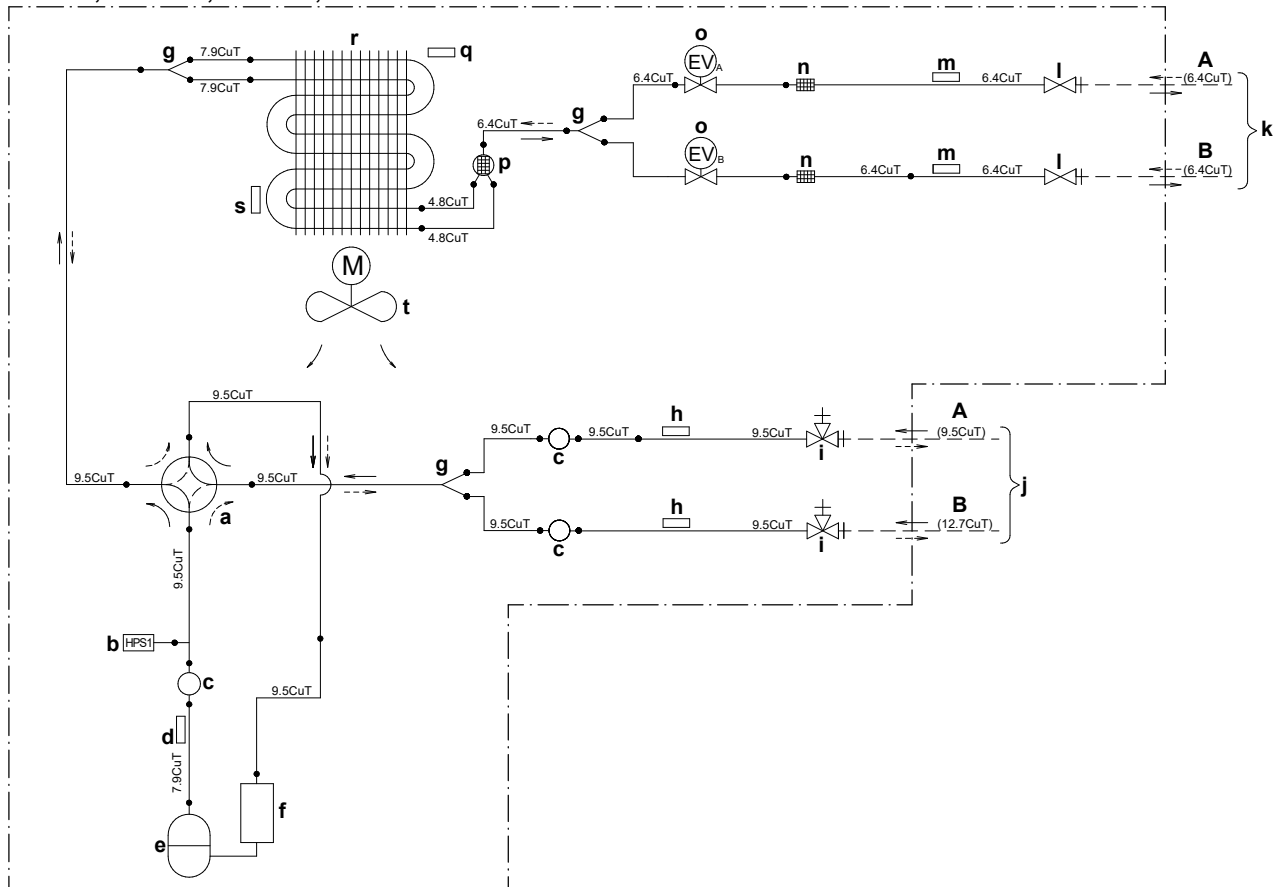 g 7.9CuT r q
7.9CuT
o
EVA
n m l A
6.4CuT 6.4CuT (6.4CuT)
k
g
6.4CuT
p
o
EVB
n m l B
6.4CuT 6.4CuT (6.4CuT)
s
4.8CuT
4.8CuT
M
t
9.5CuT
9.5CuT
a
9.5CuT
g
9.5CuT c 9.5CuT h 9.5CuT i A (9.5CuT)
j
9.5CuT c h 9.5CuT i B (12.7CuT)
9.5CuT
b HPS1
c
9.5CuT
d
7.9CuT
e
f